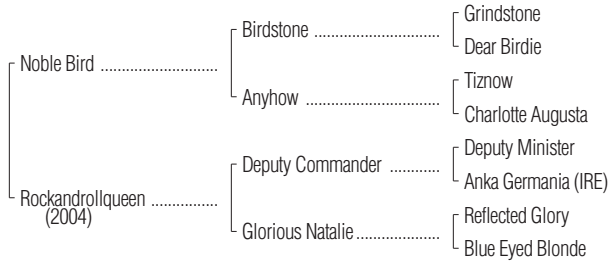 Grindstone
Birdstone ....................................
Dear Birdie
Noble Bird ..................................
Tiznow
Anyhow ......................................
Charlotte Augusta
Deputy Minister
Deputy Commander ......................
Anka Germania (IRE)
Rockandrollqueen ...................
(2004)
Reflected Glory
Glorious Natalie ........................
Blue Eyed Blonde